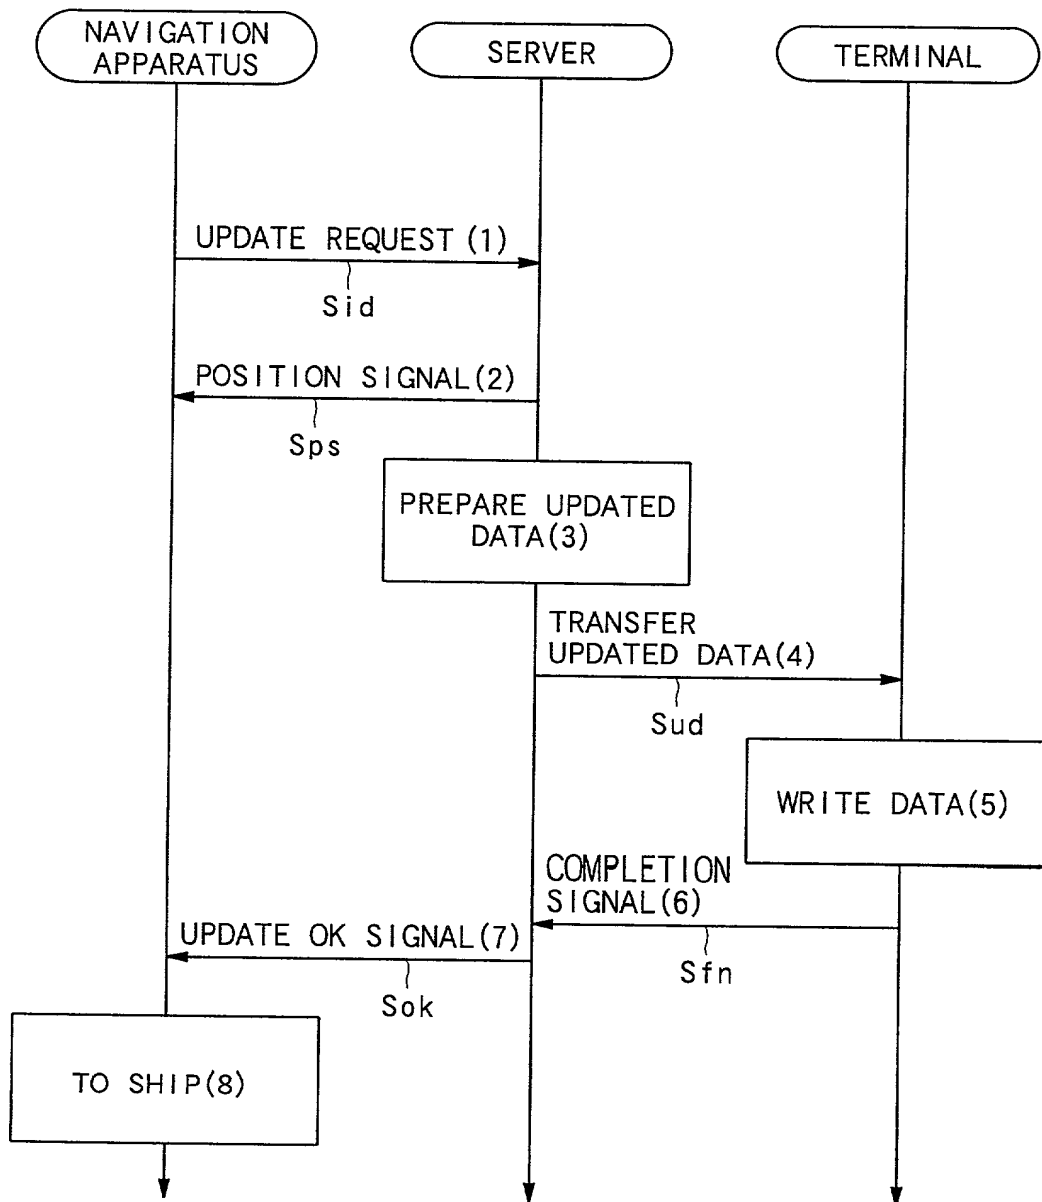 NAVIGATION
APPARATUS
SERVER
TERMINAL
UPDATE REQUEST (1)
Sid
POSITION SIGNAL(2)
Sps
PREPARE UPDATED
DATA(3)
TRANSFER
UPDATED DATA(4)
Sud
WRITE DATA(5)
COMPLETION
SIGNAL(6)
UPDATE OK SIGNAL(7)
Sfn
Sok
TO SHIP(8)